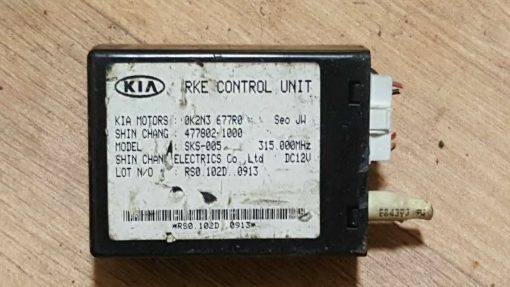 KIA RKE CONTROL UNIT
KIA MOTORS : 0K2N3 677R0 Seo JW
SHIN CHANG : 477802-1000
MODEL : SKS-005 315.000MHz
SHIN CHANG ELECTRICS Co.,Ltd DC12V
LOT N/O : RS0.102D..0913
*RS0.102D..0913*